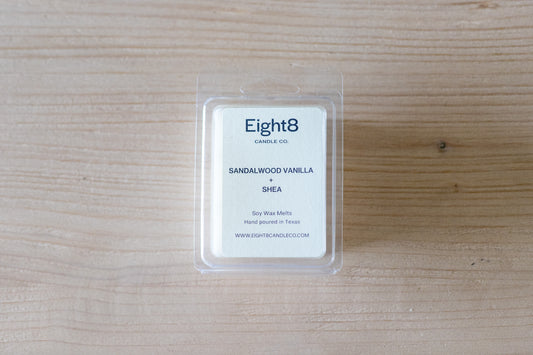 Eight8
CANDLE CO.
SANDALWOOD VANILLA
+
SHEA
Soy Wax Melts
Hand poured in Texas
WWW.EIGHT8CANDLECO.COM